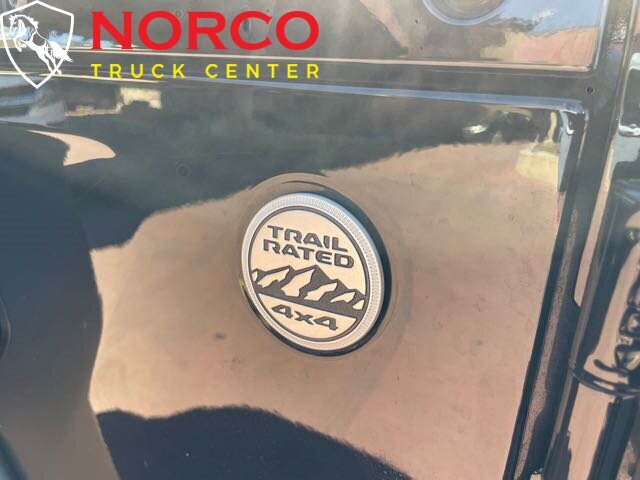 NORCO
TRUCK CENTER
TRAIL
RATED
4x4